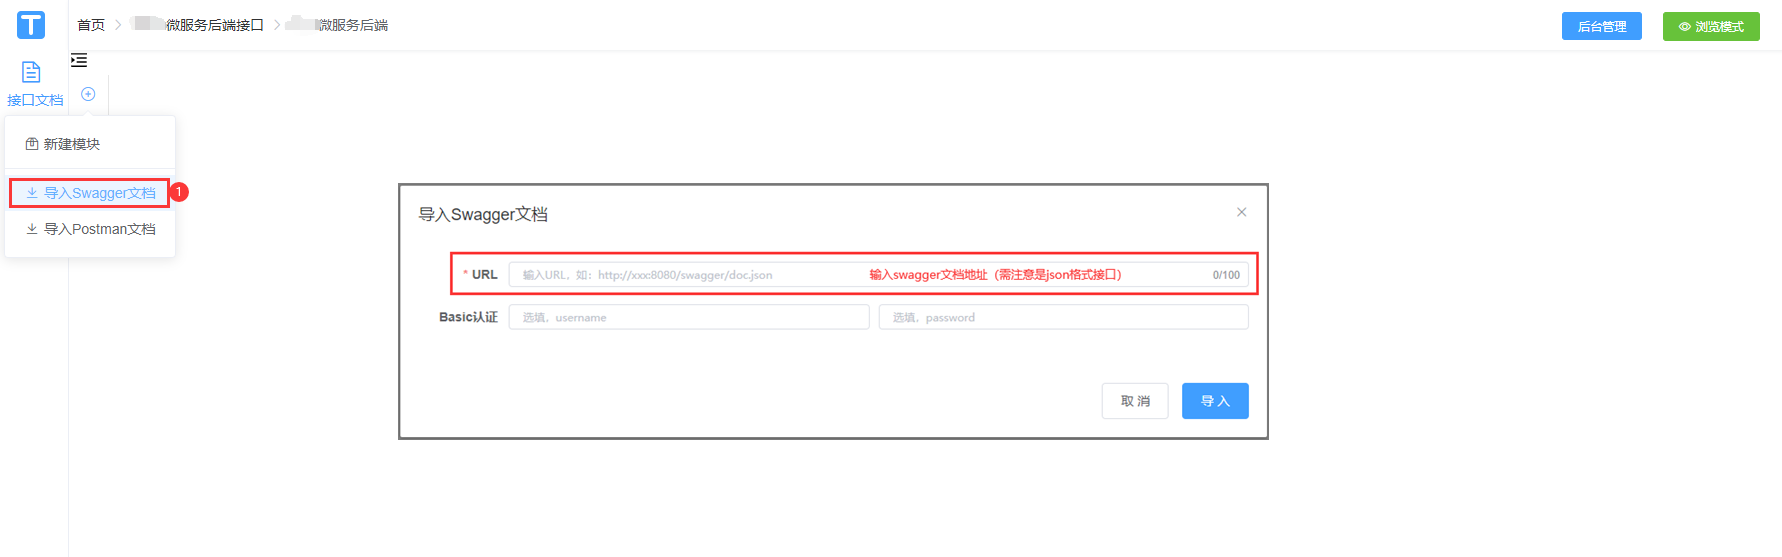 T
首页 微服务后端接口 微服务后端
后台管理
浏览模式
接口文档
新建模块
导入Swagger文档 1
导入Postman文档
导入Swagger文档
* URL 输入URL，如：http://xxx:8080/swagger/doc.json 输入swagger文档地址（需注意是json格式接口） 0/100
Basic认证 选填，username 选填，password
取 消 导 入